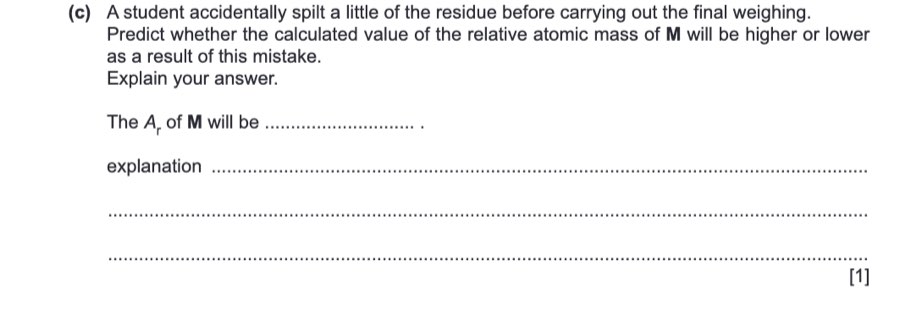 (c) A student accidentally spilt a little of the residue before carrying out the final weighing.
Predict whether the calculated value of the relative atomic mass of M will be higher or lower
as a result of this mistake.
Explain your answer.
The Ar of M will be .............................. .
explanation ....................................................................................................................................
..........................................................................................................................................................
..........................................................................................................................................................
[1]